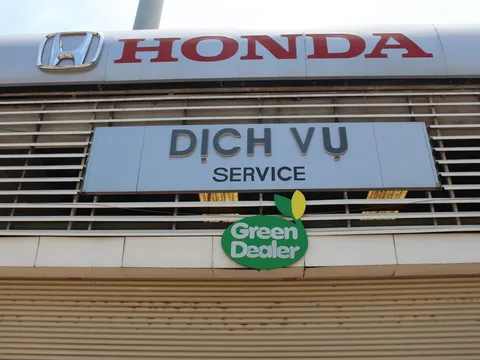 HONDA
DỊCH VỤ
SERVICE
Green
Dealer